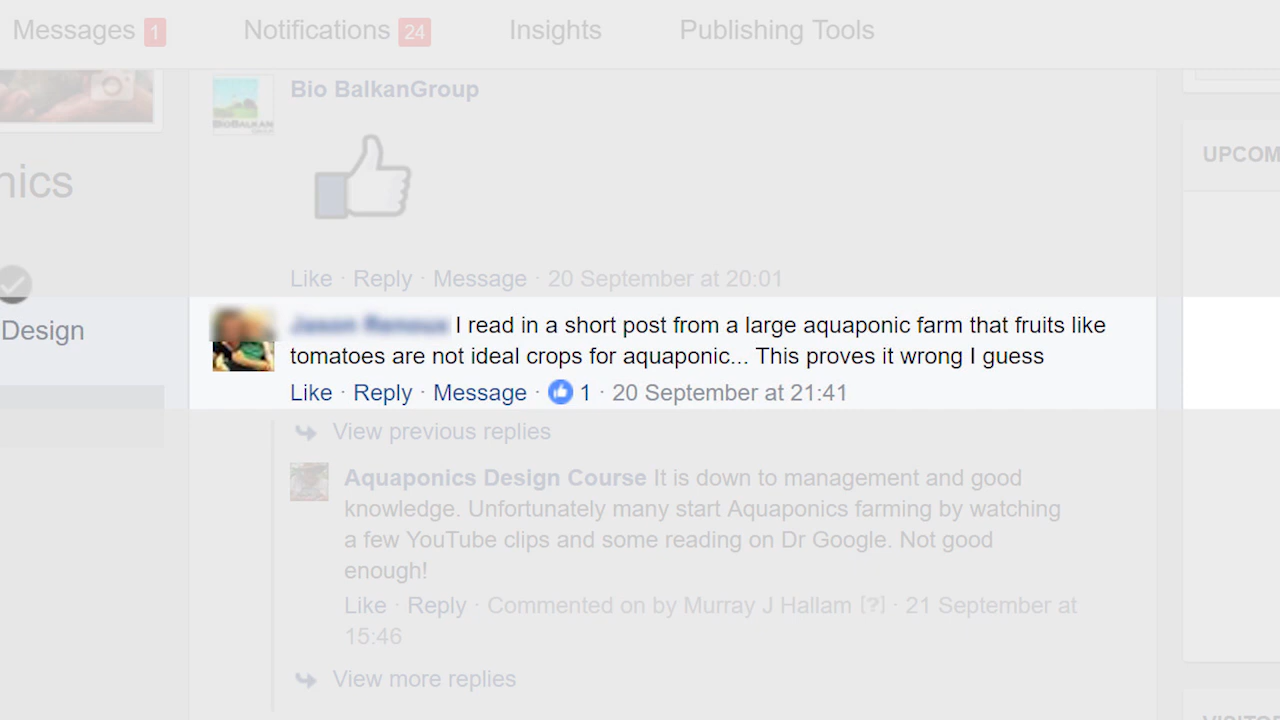 Messages 1 Notifications 24 Insights Publishing Tools
Bio BalkanGroup
BIOBALKAN
nics
UPCOM
Like · Reply · Message · 20 September at 20:01
Design
I read in a short post from a large aquaponic farm that fruits like
tomatoes are not ideal crops for aquaponic... This proves it wrong I guess
Like · Reply · Message · 1 · 20 September at 21:41
View previous replies
Aquaponics Design Course It is down to management and good
knowledge. Unfortunately many start Aquaponics farming by watching
a few YouTube clips and some reading on Dr Google. Not good
enough!
Like · Reply · Commented on by Murray J Hallam [?] · 21 September at
15:46
View more replies